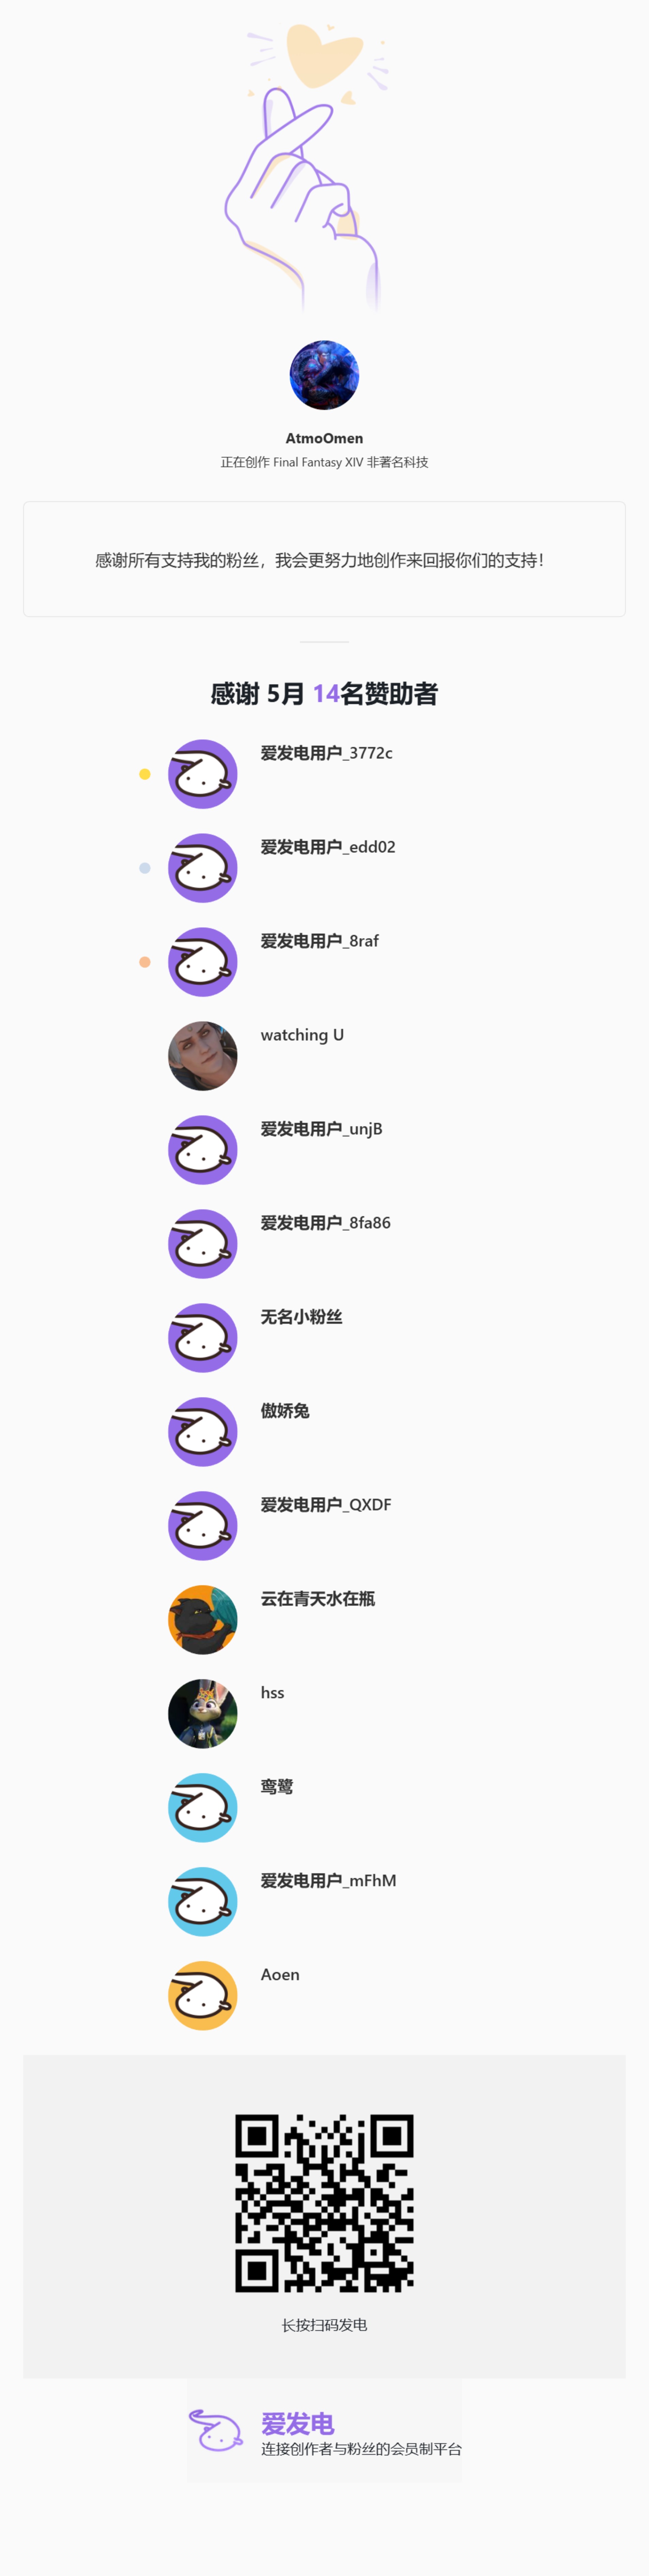 AtmoOmen
正在创作 Final Fantasy XIV 非著名科技
感谢所有支持我的粉丝，我会更努力地创作来回报你们的支持！
感谢 5月 14名赞助者
爱发电用户_3772c
爱发电用户_edd02
爱发电用户_8raf
watching U
爱发电用户_unjB
爱发电用户_8fa86
无名小粉丝
傲娇兔
爱发电用户_QXDF
云在青天水在瓶
hss
鸾鹭
爱发电用户_mFhM
Aoen
长按扫码发电
爱发电
连接创作者与粉丝的会员制平台